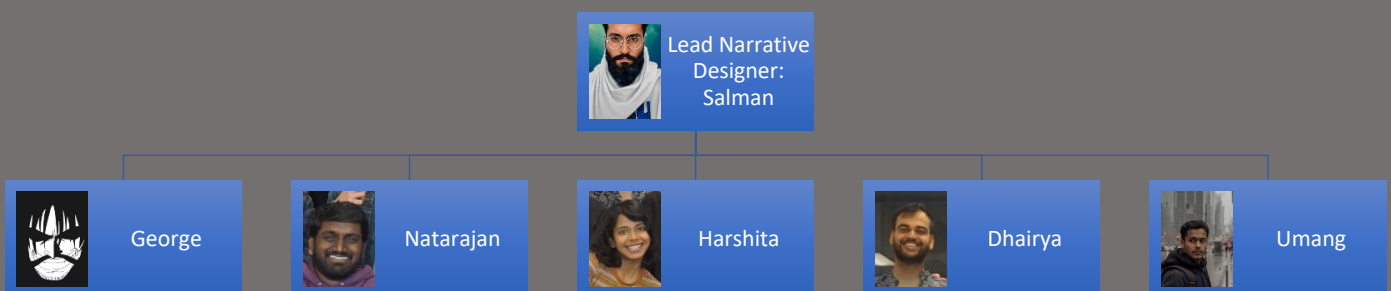 Lead Narrative
Designer:
Salman
George
Natarajan
Harshita
Dhairya
Umang